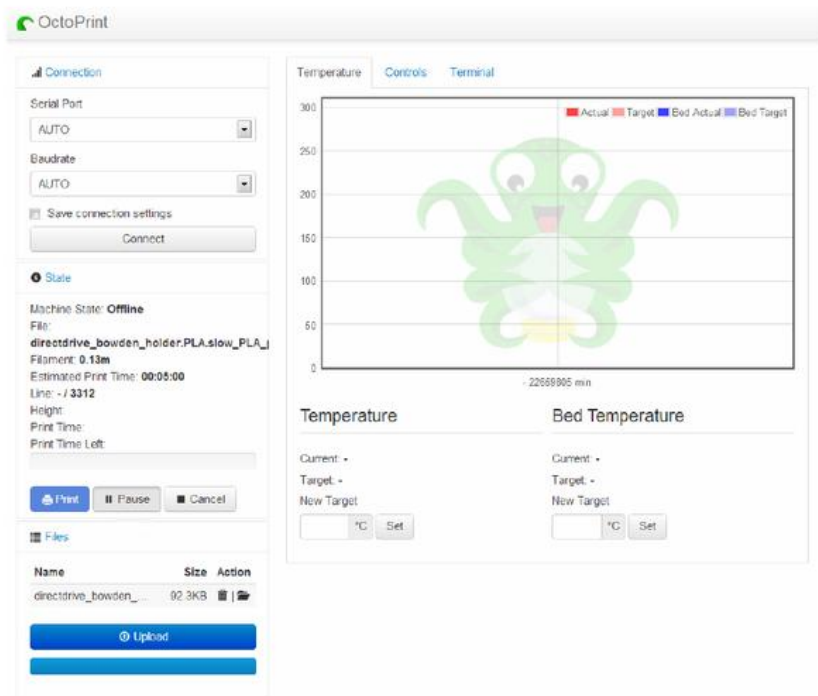 OctoPrint
Connection
Serial Port
AUTO
Baudrate
AUTO
Save connection settings
Connect
State
Machine State: Offline
File:
directdrive_bowden_holder.PLA.slow_PLA_
Filament: 0.13m
Estimated Print Time: 00:05:00
Line: - / 3312
Height:
Print Time:
Print Time Left:
Print Pause Cancel
Files
Name Size Action
directdrive_bowden_... 92.3KB |
Upload
Temperature Controls Terminal
Actual Target Bed Actual Bed Target
300
250
200
150
100
50
0
- 22669805 min
Temperature
Current: -
Target: -
New Target
°C Set
Bed Temperature
Current: -
Target: -
New Target
°C Set